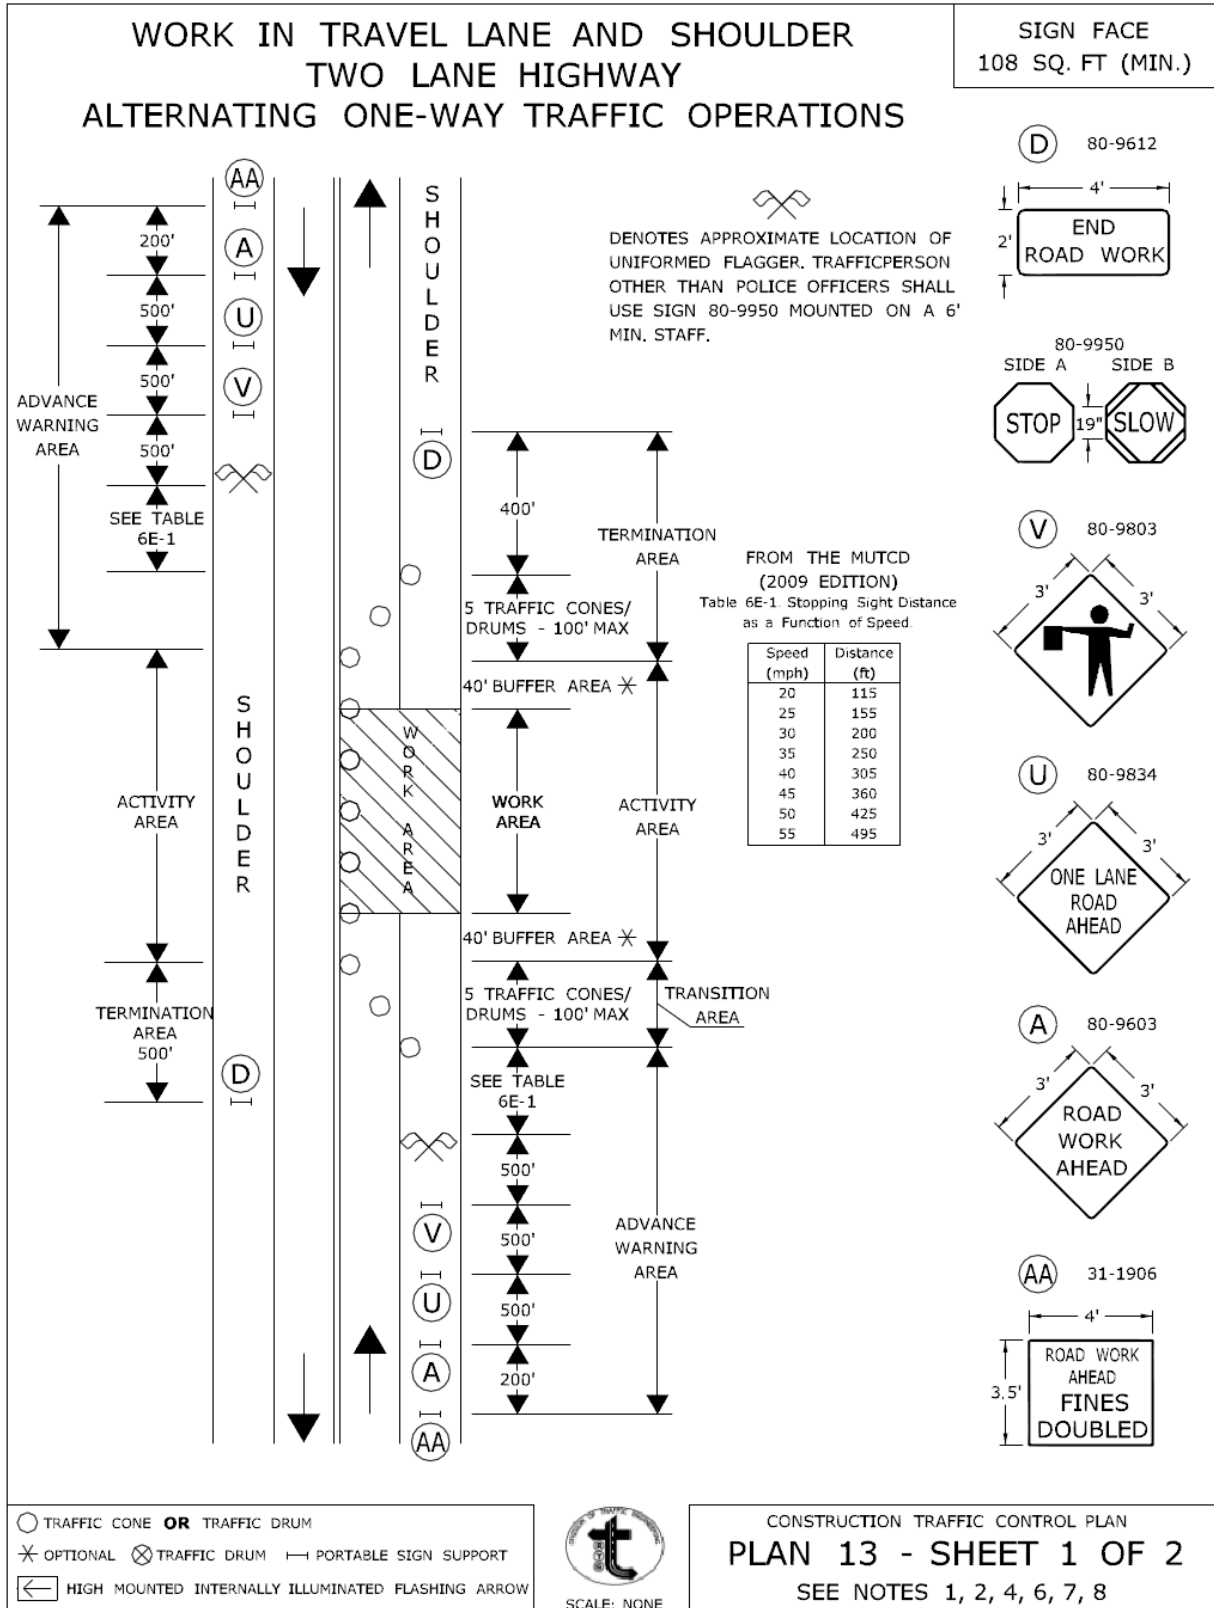 WORK IN TRAVEL LANE AND SHOULDER
TWO LANE HIGHWAY
ALTERNATING ONE-WAY TRAFFIC OPERATIONS
SIGN FACE
108 SQ. FT (MIN.)
AA
200'
A
500'
U
500'
V
500'
ADVANCE
WARNING
AREA
SEE TABLE
6E-1
SHOULDER
ACTIVITY
AREA
TERMINATION
AREA
500'
D
SHOULDER
D
400'
TERMINATION
AREA
5 TRAFFIC CONES/
DRUMS - 100' MAX
40' BUFFER AREA *
WORK AREA
WORK
AREA
ACTIVITY
AREA
40' BUFFER AREA *
5 TRAFFIC CONES/
DRUMS - 100' MAX
TRANSITION
AREA
SEE TABLE
6E-1
500'
V
500'
U
500'
A
200'
AA
ADVANCE
WARNING
AREA
DENOTES APPROXIMATE LOCATION OF
UNIFORMED FLAGGER. TRAFFICPERSON
OTHER THAN POLICE OFFICERS SHALL
USE SIGN 80-9950 MOUNTED ON A 6'
MIN. STAFF.
FROM THE MUTCD
(2009 EDITION)
Table 6E-1. Stopping Sight Distance
as a Function of Speed.
Speed Distance
(mph) (ft)
20 115
25 155
30 200
35 250
40 305
45 360
50 425
55 495
D 80-9612
4'
2'
END
ROAD WORK
80-9950
SIDE A SIDE B
STOP 19" SLOW
V 80-9803
3' 3'
U 80-9834
3' 3'
ONE LANE
ROAD
AHEAD
A 80-9603
3' 3'
ROAD
WORK
AHEAD
AA 31-1906
4'
3.5'
ROAD WORK
AHEAD
FINES
DOUBLED
TRAFFIC CONE OR TRAFFIC DRUM
* OPTIONAL TRAFFIC DRUM PORTABLE SIGN SUPPORT
HIGH MOUNTED INTERNALLY ILLUMINATED FLASHING ARROW
DIVISION OF TRAFFIC ENGINEERING
SCALE: NONE
CONSTRUCTION TRAFFIC CONTROL PLAN
PLAN 13 - SHEET 1 OF 2
SEE NOTES 1, 2, 4, 6, 7, 8